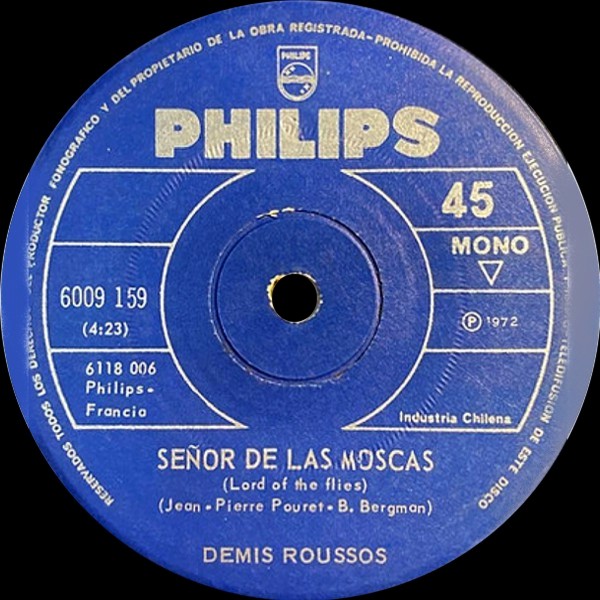 RESERVADOS TODOS LOS DERECHOS DEL PRODUCTOR FONOGRAFICO Y DEL PROPIETARIO DE LA OBRA REGISTRADA-PROHIBIDA LA REPRODUCCION EJECUCION PUBLICA Y TELEDIFUSION DE ESTE DISCO
PHILIPS
PHILIPS
45
MONO
6009 159
(4:23)
℗ 1972
6118 006
Philips-
Francia
Industria Chilena
SEÑOR DE LAS MOSCAS
(Lord of the flies)
(Jean-Pierre Pouret-B. Bergman)
DEMIS ROUSSOS